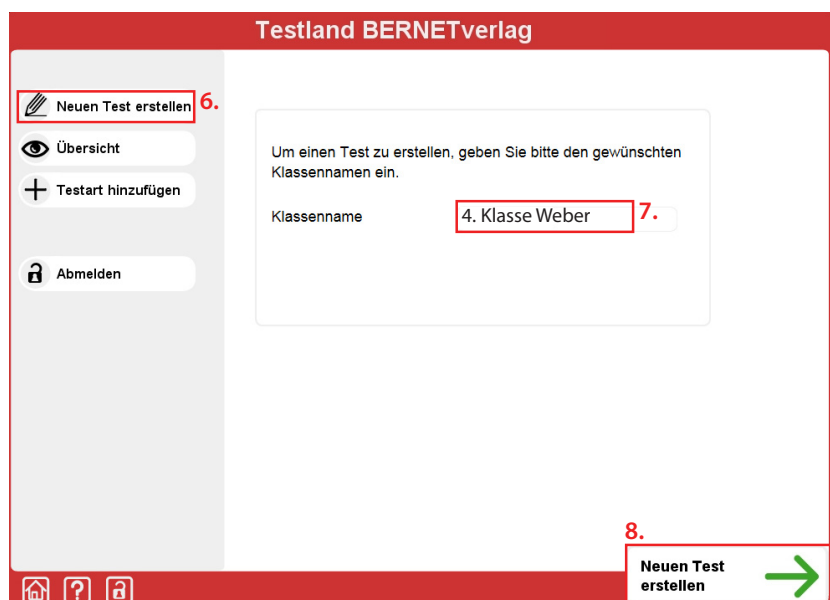 Testland BERNETverlag
Neuen Test erstellen 6.
Übersicht
Testart hinzufügen
Abmelden
Um einen Test zu erstellen, geben Sie bitte den gewünschten
Klassennamen ein.
Klassenname 4. Klasse Weber 7.
8.
Neuen Test
erstellen
?